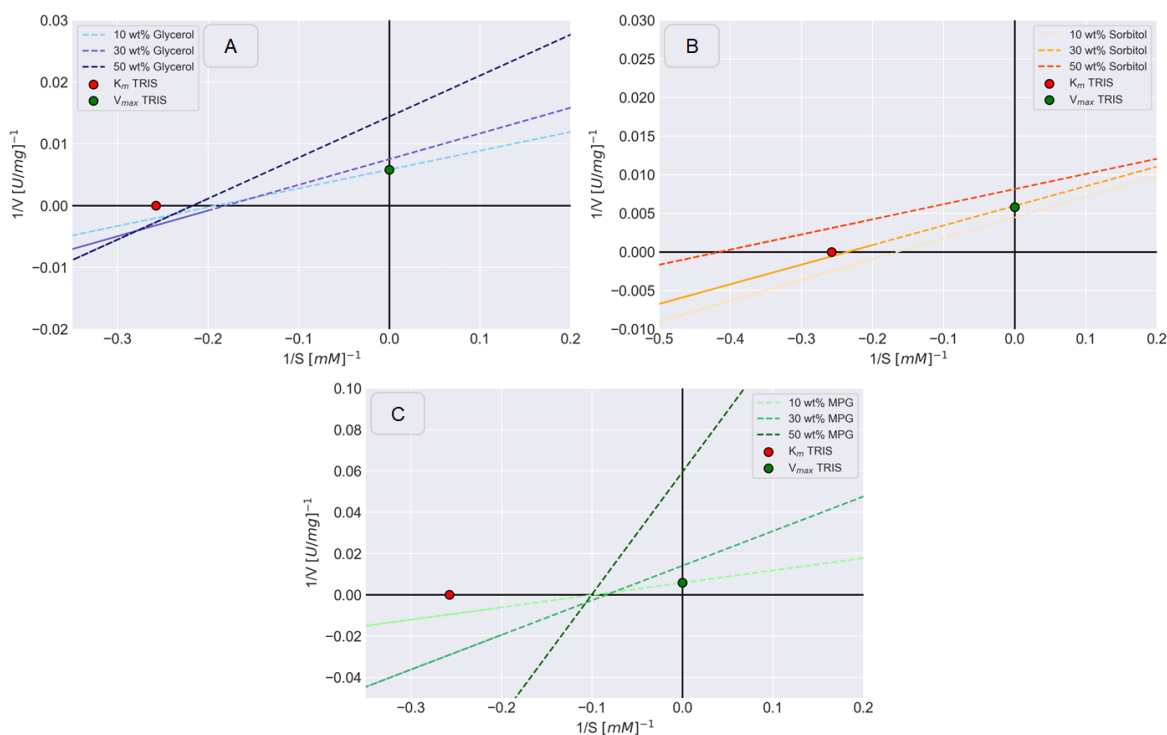 A
10 wt% Glycerol
30 wt% Glycerol
50 wt% Glycerol
Km TRIS
Vmax TRIS
0.03
0.02
0.01
0.00
−0.01
−0.02
1/V [U/mg]⁻¹
−0.3
−0.2
−0.1
0.0
0.1
0.2
1/S [mM]⁻¹
B
10 wt% Sorbitol
30 wt% Sorbitol
50 wt% Sorbitol
Km TRIS
Vmax TRIS
0.030
0.025
0.020
0.015
0.010
0.005
0.000
−0.005
−0.010
1/V [U/mg]⁻¹
−0.5
−0.4
−0.3
−0.2
−0.1
0.0
0.1
0.2
1/S [mM]⁻¹
C
10 wt% MPG
30 wt% MPG
50 wt% MPG
Km TRIS
Vmax TRIS
0.10
0.08
0.06
0.04
0.02
0.00
−0.02
−0.04
1/V [U/mg]⁻¹
−0.3
−0.2
−0.1
0.0
0.1
0.2
1/S [mM]⁻¹